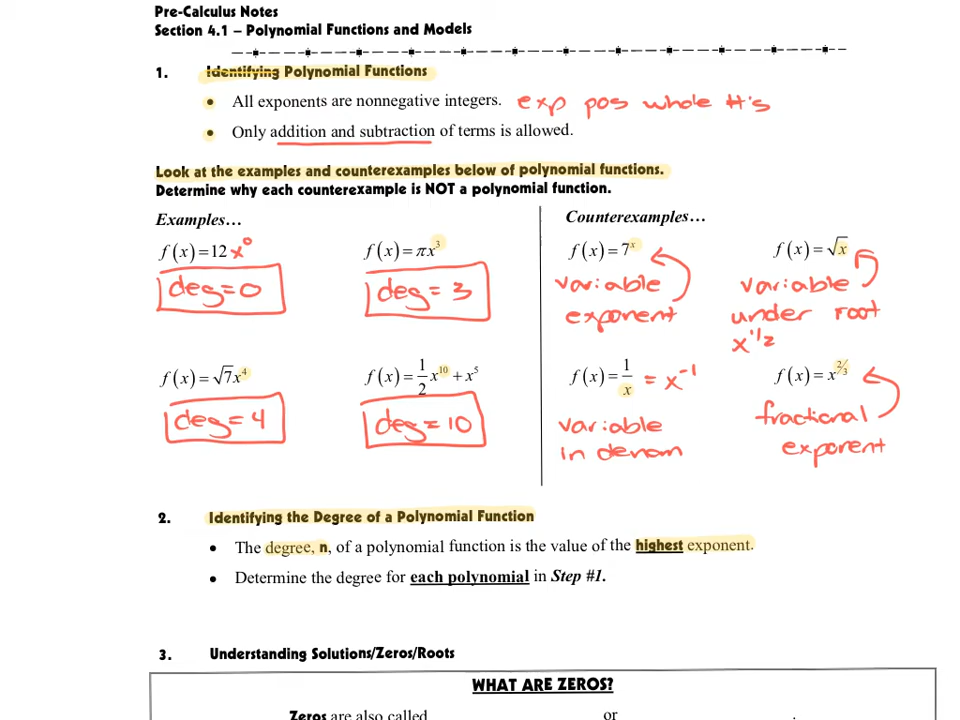 Pre-Calculus Notes
Section 4.1 – Polynomial Functions and Models
1. Identifying Polynomial Functions
• All exponents are nonnegative integers. exp pos whole #'s
• Only addition and subtraction of terms is allowed.
Look at the examples and counterexamples below of polynomial functions.
Determine why each counterexample is NOT a polynomial function.
Examples…
f(x)=12x⁰
deg=0
f(x)=πx³
deg=3
f(x)=√7x⁴
deg=4
f(x)=1/2x¹⁰+x⁵
deg=10
Counterexamples…
f(x)=7ˣ
variable
exponent
f(x)=√x
variable
under root
x^1/2
f(x)=1/x = x⁻¹
variable
in denom
f(x)=x^2/3
fractional
exponent
2. Identifying the Degree of a Polynomial Function
• The degree, n, of a polynomial function is the value of the highest exponent.
• Determine the degree for each polynomial in Step #1.
3. Understanding Solutions/Zeros/Roots
WHAT ARE ZEROS?
Zeros are also called or